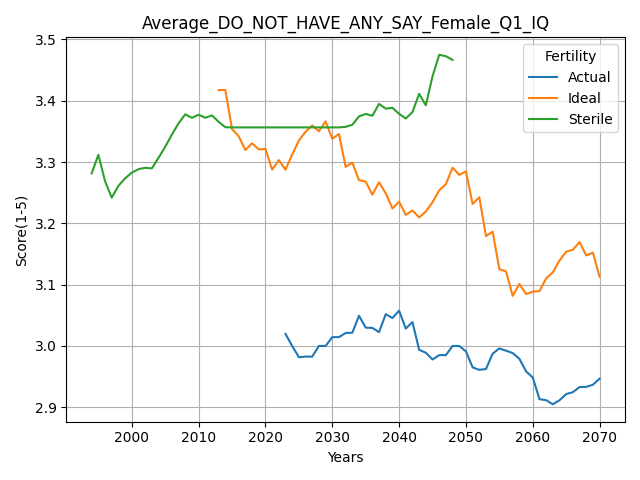 Average_DO_NOT_HAVE_ANY_SAY_Female_Q1_IQ
Score(1-5)
3.5
3.4
3.3
3.2
3.1
3.0
2.9
Fertility
Actual
Ideal
Sterile
2000 2010 2020 2030 2040 2050 2060 2070
Years